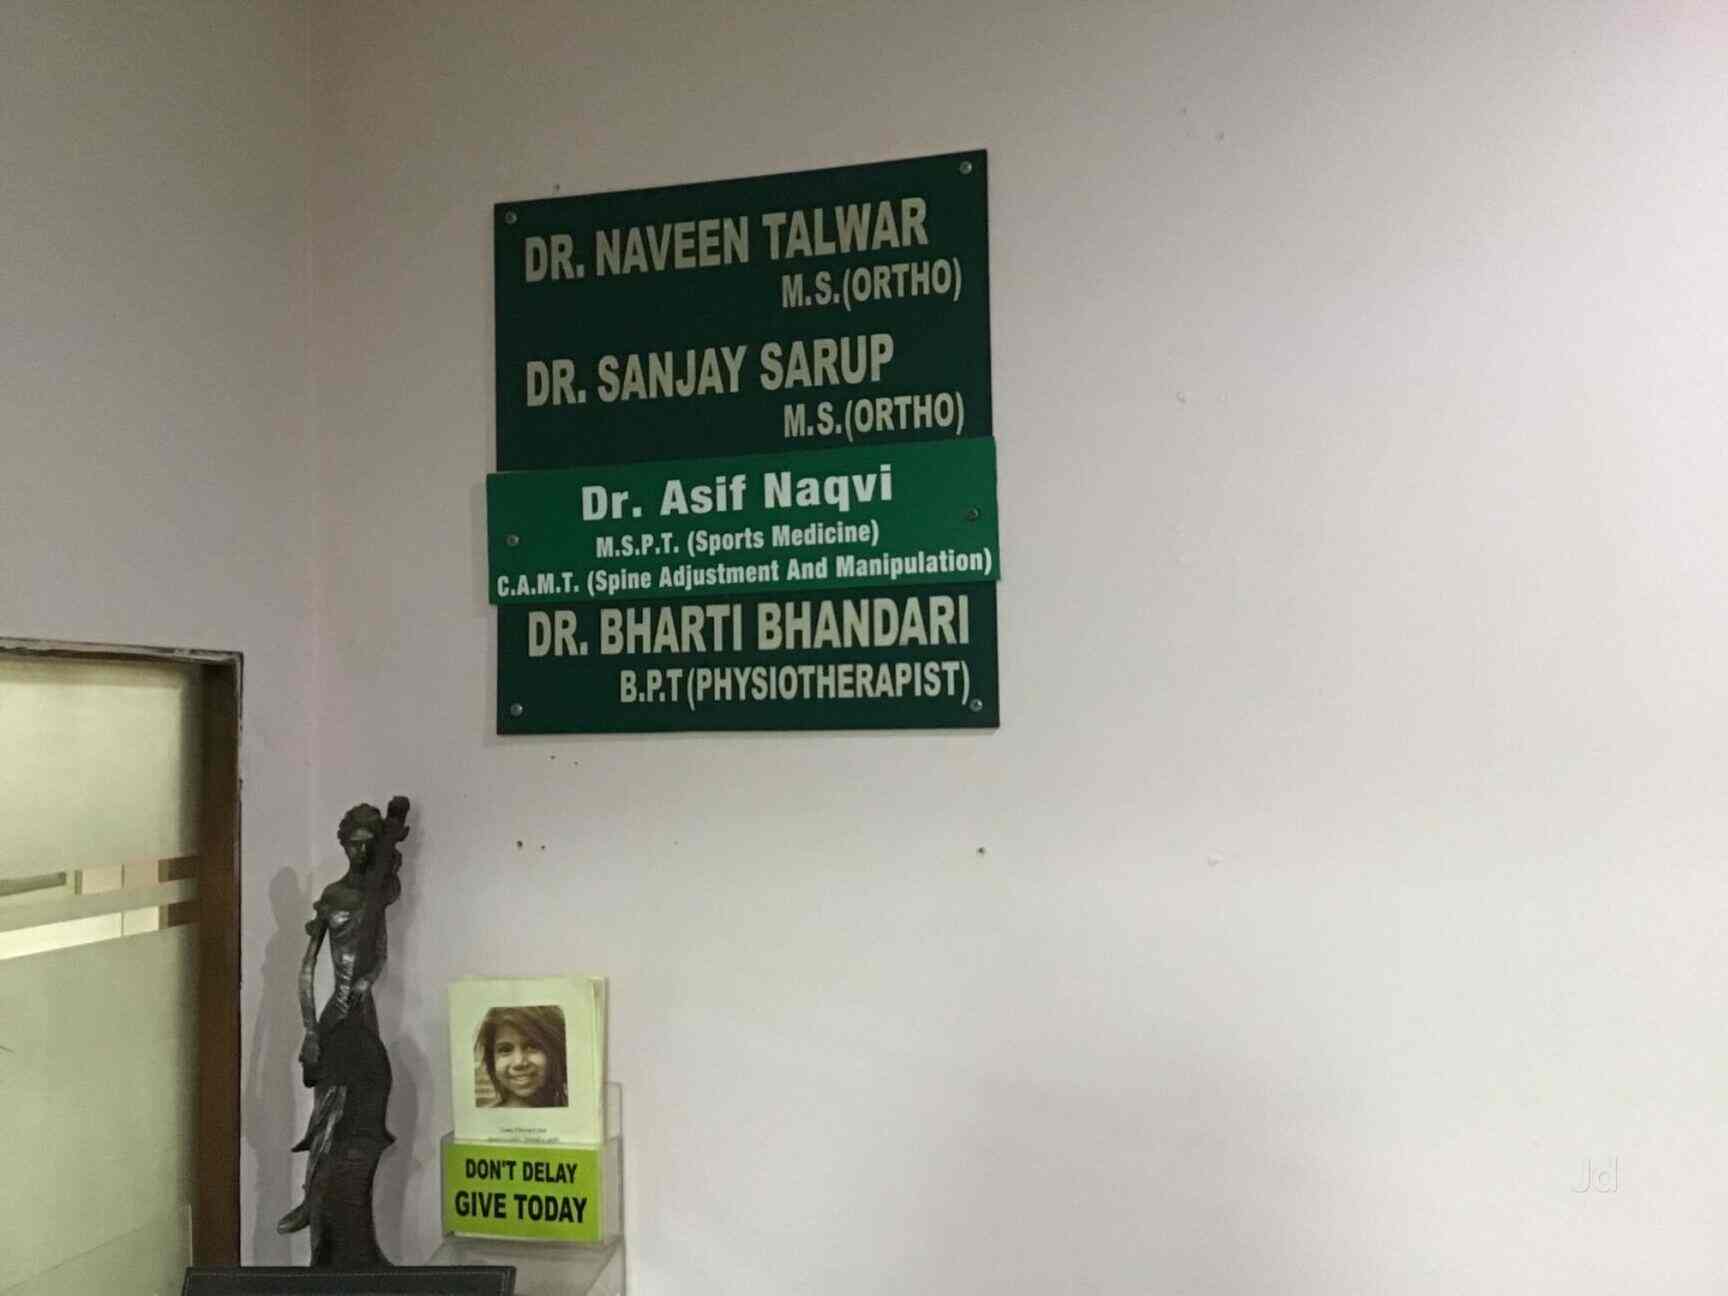 DR. NAVEEN TALWAR
M.S.(ORTHO)
DR. SANJAY SARUP
M.S.(ORTHO)
Dr. Asif Naqvi
M.S.P.T. (Sports Medicine)
C.A.M.T. (Spine Adjustment And Manipulation)
DR. BHARTI BHANDARI
B.P.T(PHYSIOTHERAPIST)
DON'T DELAY
GIVE TODAY
Jd